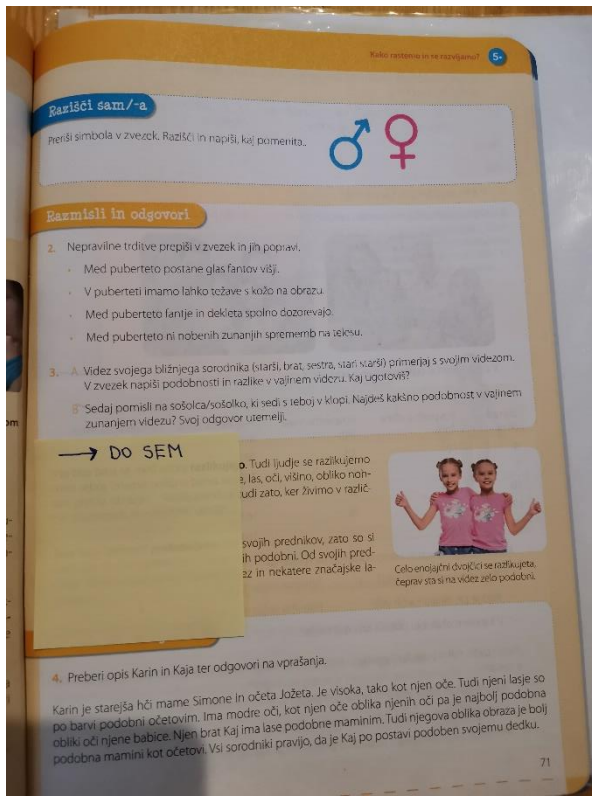 Kako rastemo in se razvijamo? 5.
Razišči sam/-a
Preriši simbola v zvezek. Razišči in napiši, kaj pomenita.
Razmisli in odgovori
2. Nepravilne trditve prepiši v zvezek in jih popravi.
• Med puberteto postane glas fantov višji.
• V puberteti imamo lahko težave s kožo na obrazu.
• Med puberteto fantje in dekleta spolno dozorevajo.
• Med puberteto ni nobenih zunanjih sprememb na telesu.
3. A Videz svojega bližnjega sorodnika (starši, brat, sestra, stari starši) primerjaj s svojim videzom.
V zvezek napiši podobnosti in razlike v vajinem videzu. Kaj ugotoviš?
B Sedaj pomisli na sošolca/sošolko, ki sedi s teboj v klopi. Najdeš kakšno podobnost v vajinem
zunanjem videzu? Svoj odgovor utemelji.
→ DO SEM
o. Tudi ljudje se razlikujemo
e, las, oči, višino, obliko noh-
udi zato, ker živimo v različ-
svojih prednikov, zato so si
ih podobni. Od svojih pred-
ez in nekatere značajske la-
Celo enojajčni dvojčici se razlikujeta,
čeprav sta si na videz zelo podobni.
4. Preberi opis Karin in Kaja ter odgovori na vprašanja.
Karin je starejša hči mame Simone in očeta Jožeta. Je visoka, tako kot njen oče. Tudi njeni lasje so
po barvi podobni očetovim. Ima modre oči, kot njen oče oblika njenih oči pa je najbolj podobna
obliki oči njene babice. Njen brat Kaj ima lase podobne maminim. Tudi njegova oblika obraza je bolj
podobna mamini kot očetovi. Vsi sorodniki pravijo, da je Kaj po postavi podoben svojemu dedku.
71